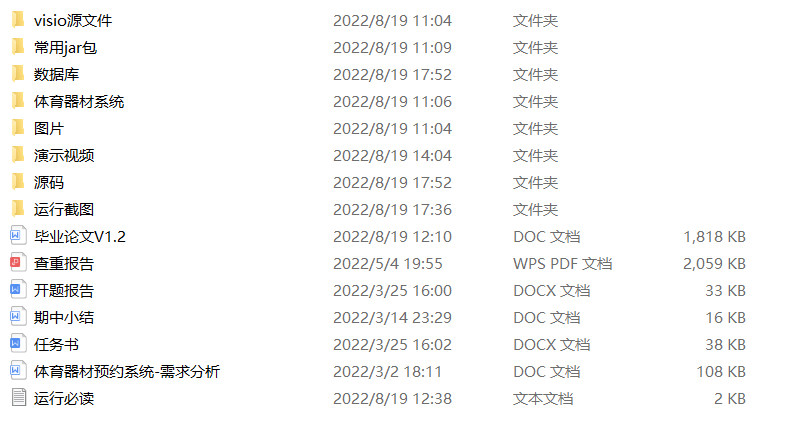 visio源文件 2022/8/19 11:04 文件夹
常用jar包 2022/8/19 11:09 文件夹
数据库 2022/8/19 17:52 文件夹
体育器材系统 2022/8/19 11:06 文件夹
图片 2022/8/19 11:04 文件夹
演示视频 2022/8/19 14:04 文件夹
源码 2022/8/19 17:52 文件夹
运行截图 2022/8/19 17:36 文件夹
毕业论文V1.2 2022/8/19 12:10 DOC 文档 1,818 KB
查重报告 2022/5/4 19:55 WPS PDF 文档 2,059 KB
开题报告 2022/3/25 16:00 DOCX 文档 33 KB
期中小结 2022/3/14 23:29 DOC 文档 16 KB
任务书 2022/3/25 16:02 DOCX 文档 38 KB
体育器材预约系统-需求分析 2022/3/2 18:11 DOC 文档 108 KB
运行必读 2022/8/19 12:38 文本文档 2 KB